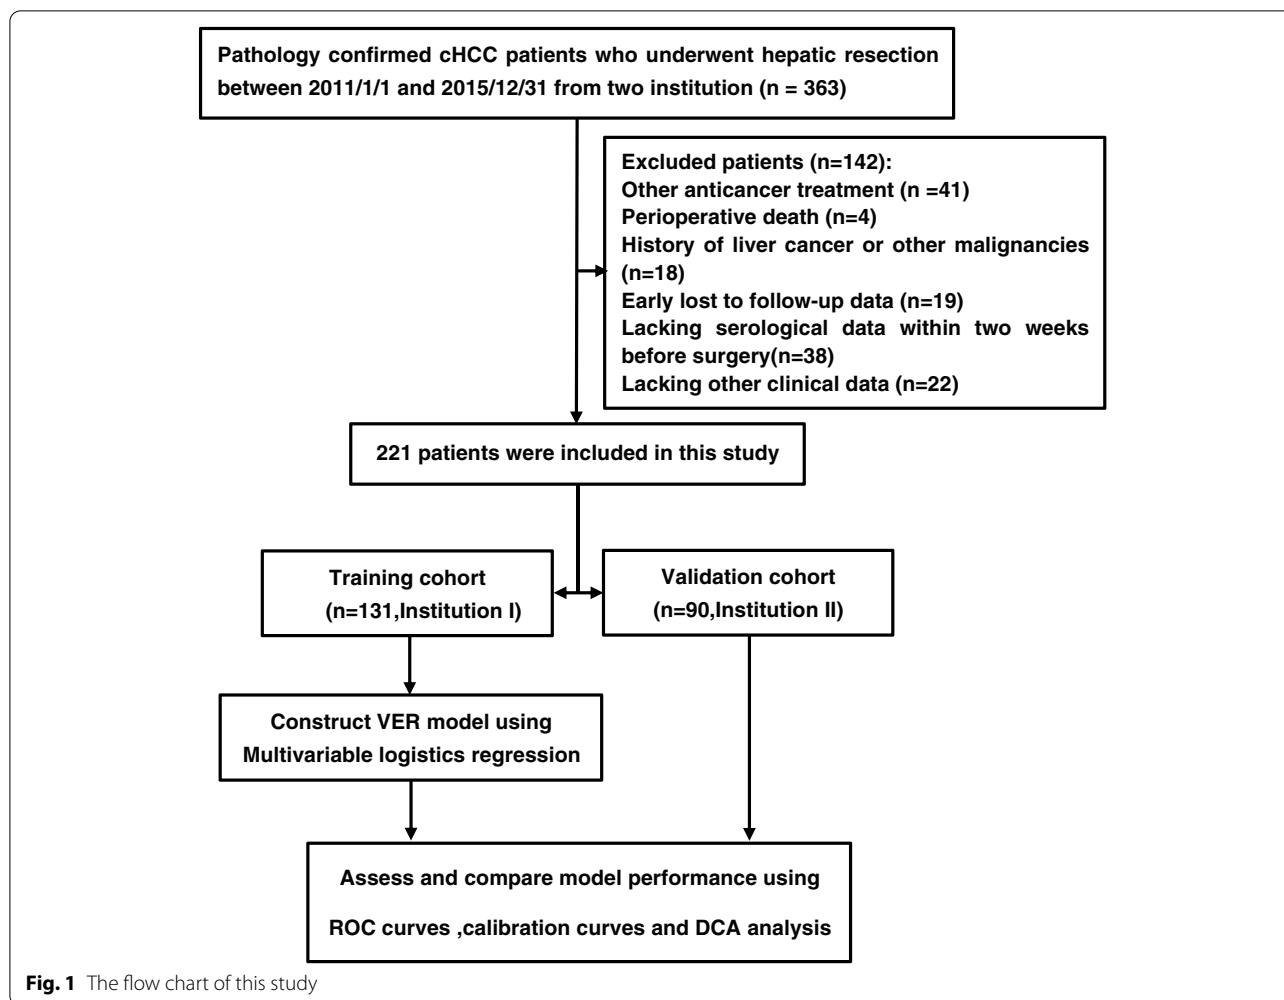 Pathology confirmed cHCC patients who underwent hepatic resection
between 2011/1/1 and 2015/12/31 from two institution (n = 363)
Excluded patients (n=142):
Other anticancer treatment (n =41)
Perioperative death (n=4)
History of liver cancer or other malignancies
(n=18)
Early lost to follow-up data (n=19)
Lacking serological data within two weeks
before surgery(n=38)
Lacking other clinical data (n=22)
221 patients were included in this study
Training cohort
(n=131,Institution I)
Validation cohort
(n=90,Institution II)
Construct VER model using
Multivariable logistics regression
Assess and compare model performance using
ROC curves ,calibration curves and DCA analysis
Fig. 1 The flow chart of this study